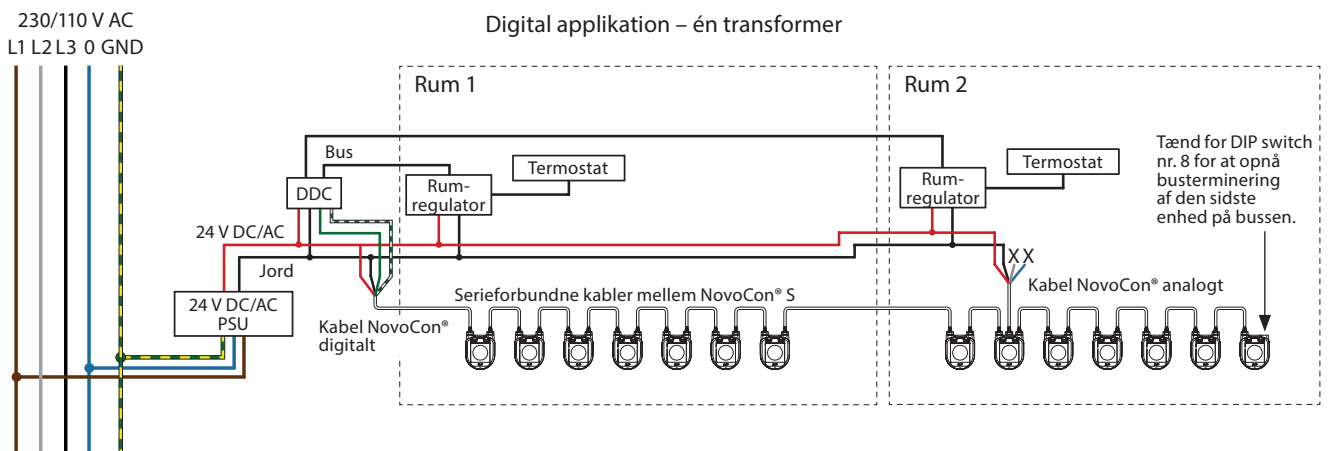 230/110 V AC
L1 L2 L3 0 GND
Digital applikation – én transformer
Rum 1
Rum 2
Bus
Termostat
Termostat
DDC
Rum-
regulator
Rum-
regulator
Tænd for DIP switch
nr. 8 for at opnå
busterminering
af den sidste
enhed på bussen.
24 V DC/AC
Jord
X X
24 V DC/AC
PSU
Kabel NovoCon®
digitalt
Serieforbundne kabler mellem NovoCon® S
Kabel NovoCon® analogt